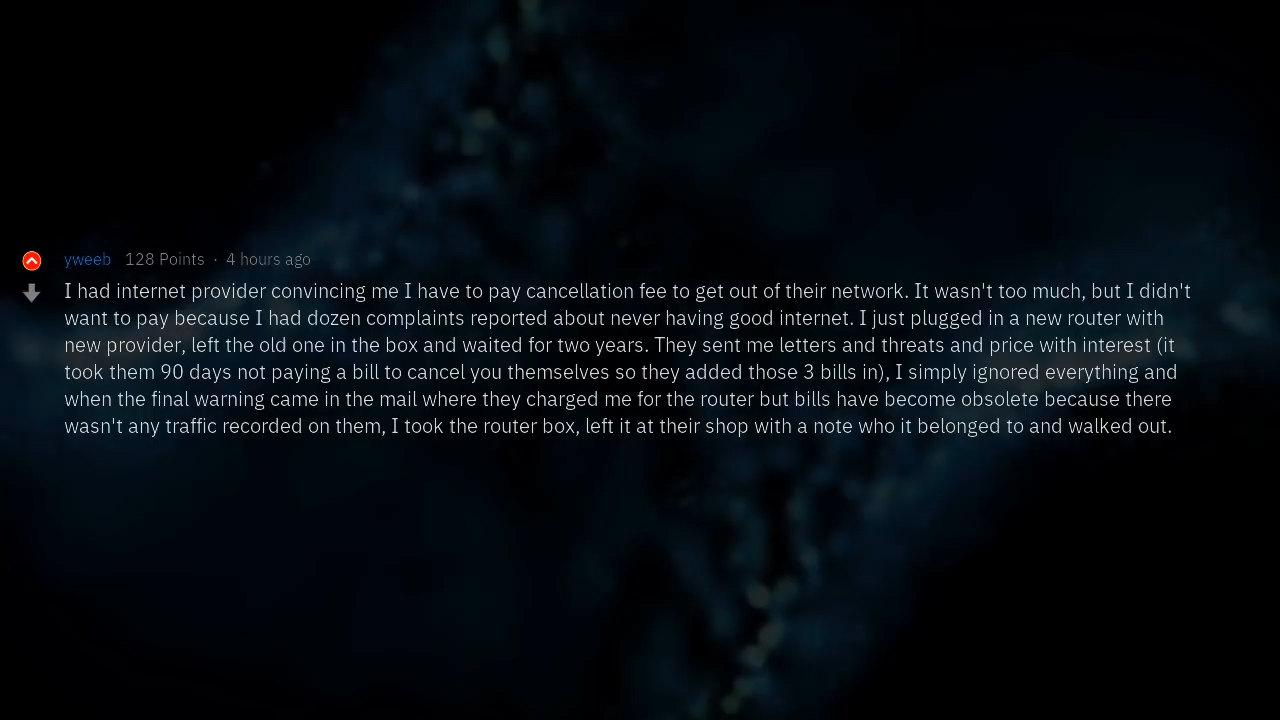 yweeb 128 Points · 4 hours ago
I had internet provider convincing me I have to pay cancellation fee to get out of their network. It wasn't too much, but I didn't
want to pay because I had dozen complaints reported about never having good internet. I just plugged in a new router with
new provider, left the old one in the box and waited for two years. They sent me letters and threats and price with interest (it
took them 90 days not paying a bill to cancel you themselves so they added those 3 bills in), I simply ignored everything and
when the final warning came in the mail where they charged me for the router but bills have become obsolete because there
wasn't any traffic recorded on them, I took the router box, left it at their shop with a note who it belonged to and walked out.